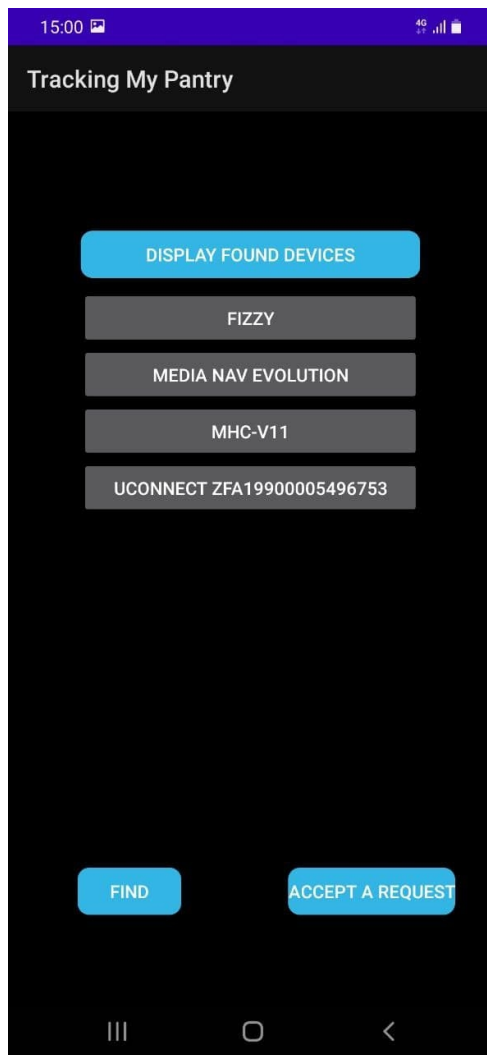 15:00
4G
Tracking My Pantry
DISPLAY FOUND DEVICES
FIZZY
MEDIA NAV EVOLUTION
MHC-V11
UCONNECT ZFA19900005496753
FIND
ACCEPT A REQUEST